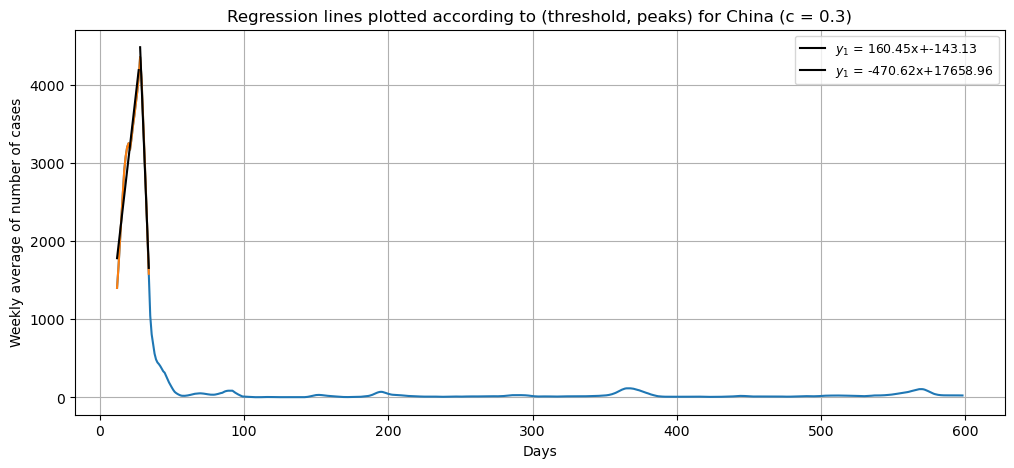 Regression lines plotted according to (threshold, peaks) for China (c = 0.3)
y₁ = 160.45x+-143.13
y₁ = -470.62x+17658.96
Weekly average of number of cases
4000
3000
2000
1000
0
0 100 200 300 400 500 600
Days